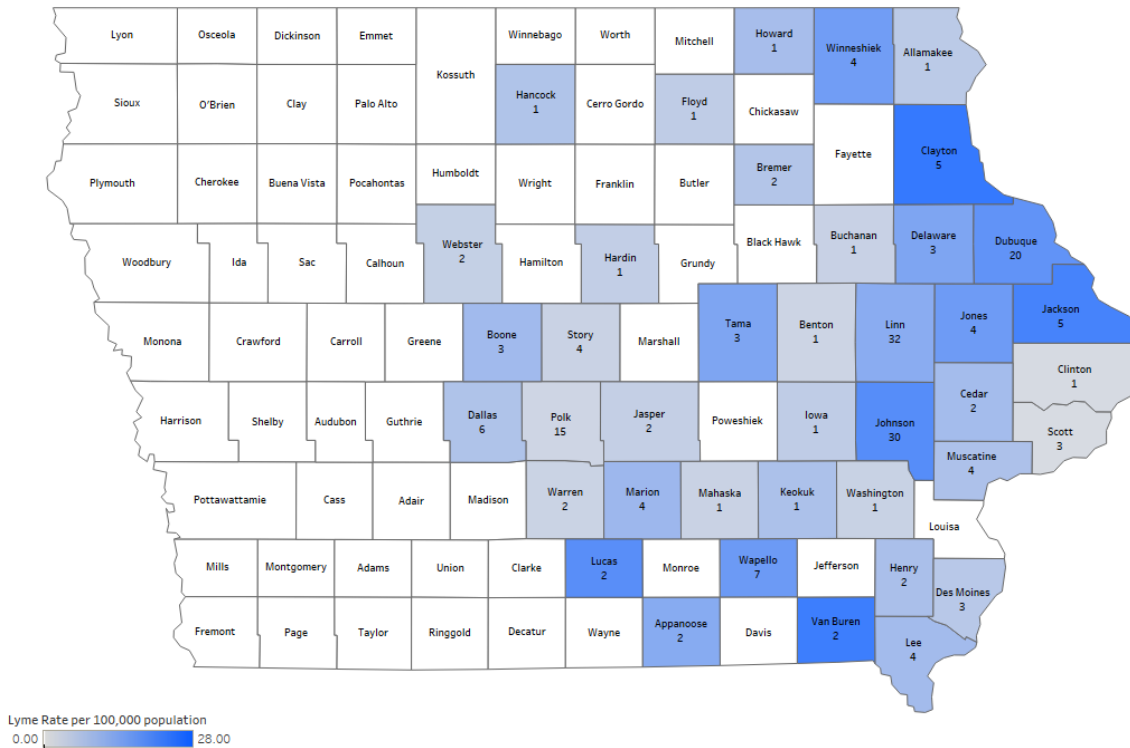 Lyon
Osceola
Dickinson
Emmet
Winnebago
Worth
Mitchell
Howard
1
Winneshiek
4
Allamakee
1
Kossuth
Sioux
O'Brien
Clay
Palo Alto
Hancock
1
Cerro Gordo
Floyd
1
Chickasaw
Fayette
Clayton
5
Plymouth
Cherokee
Buena Vista
Pocahontas
Humboldt
Wright
Franklin
Butler
Bremer
2
Woodbury
Ida
Sac
Calhoun
Webster
2
Hamilton
Hardin
1
Grundy
Black Hawk
Buchanan
1
Delaware
3
Dubuque
20
Monona
Crawford
Carroll
Greene
Boone
3
Story
4
Marshall
Tama
3
Benton
1
Linn
32
Jones
4
Jackson
5
Clinton
1
Harrison
Shelby
Audubon
Guthrie
Dallas
6
Polk
15
Jasper
2
Poweshiek
Iowa
1
Johnson
30
Cedar
2
Scott
3
Muscatine
4
Pottawattamie
Cass
Adair
Madison
Warren
2
Marion
4
Mahaska
1
Keokuk
1
Washington
1
Louisa
Mills
Montgomery
Adams
Union
Clarke
Lucas
2
Monroe
Wapello
7
Jefferson
Henry
2
Des Moines
3
Fremont
Page
Taylor
Ringgold
Decatur
Wayne
Appanoose
2
Davis
Van Buren
2
Lee
4
Lyme Rate per 100,000 population
0.00 28.00